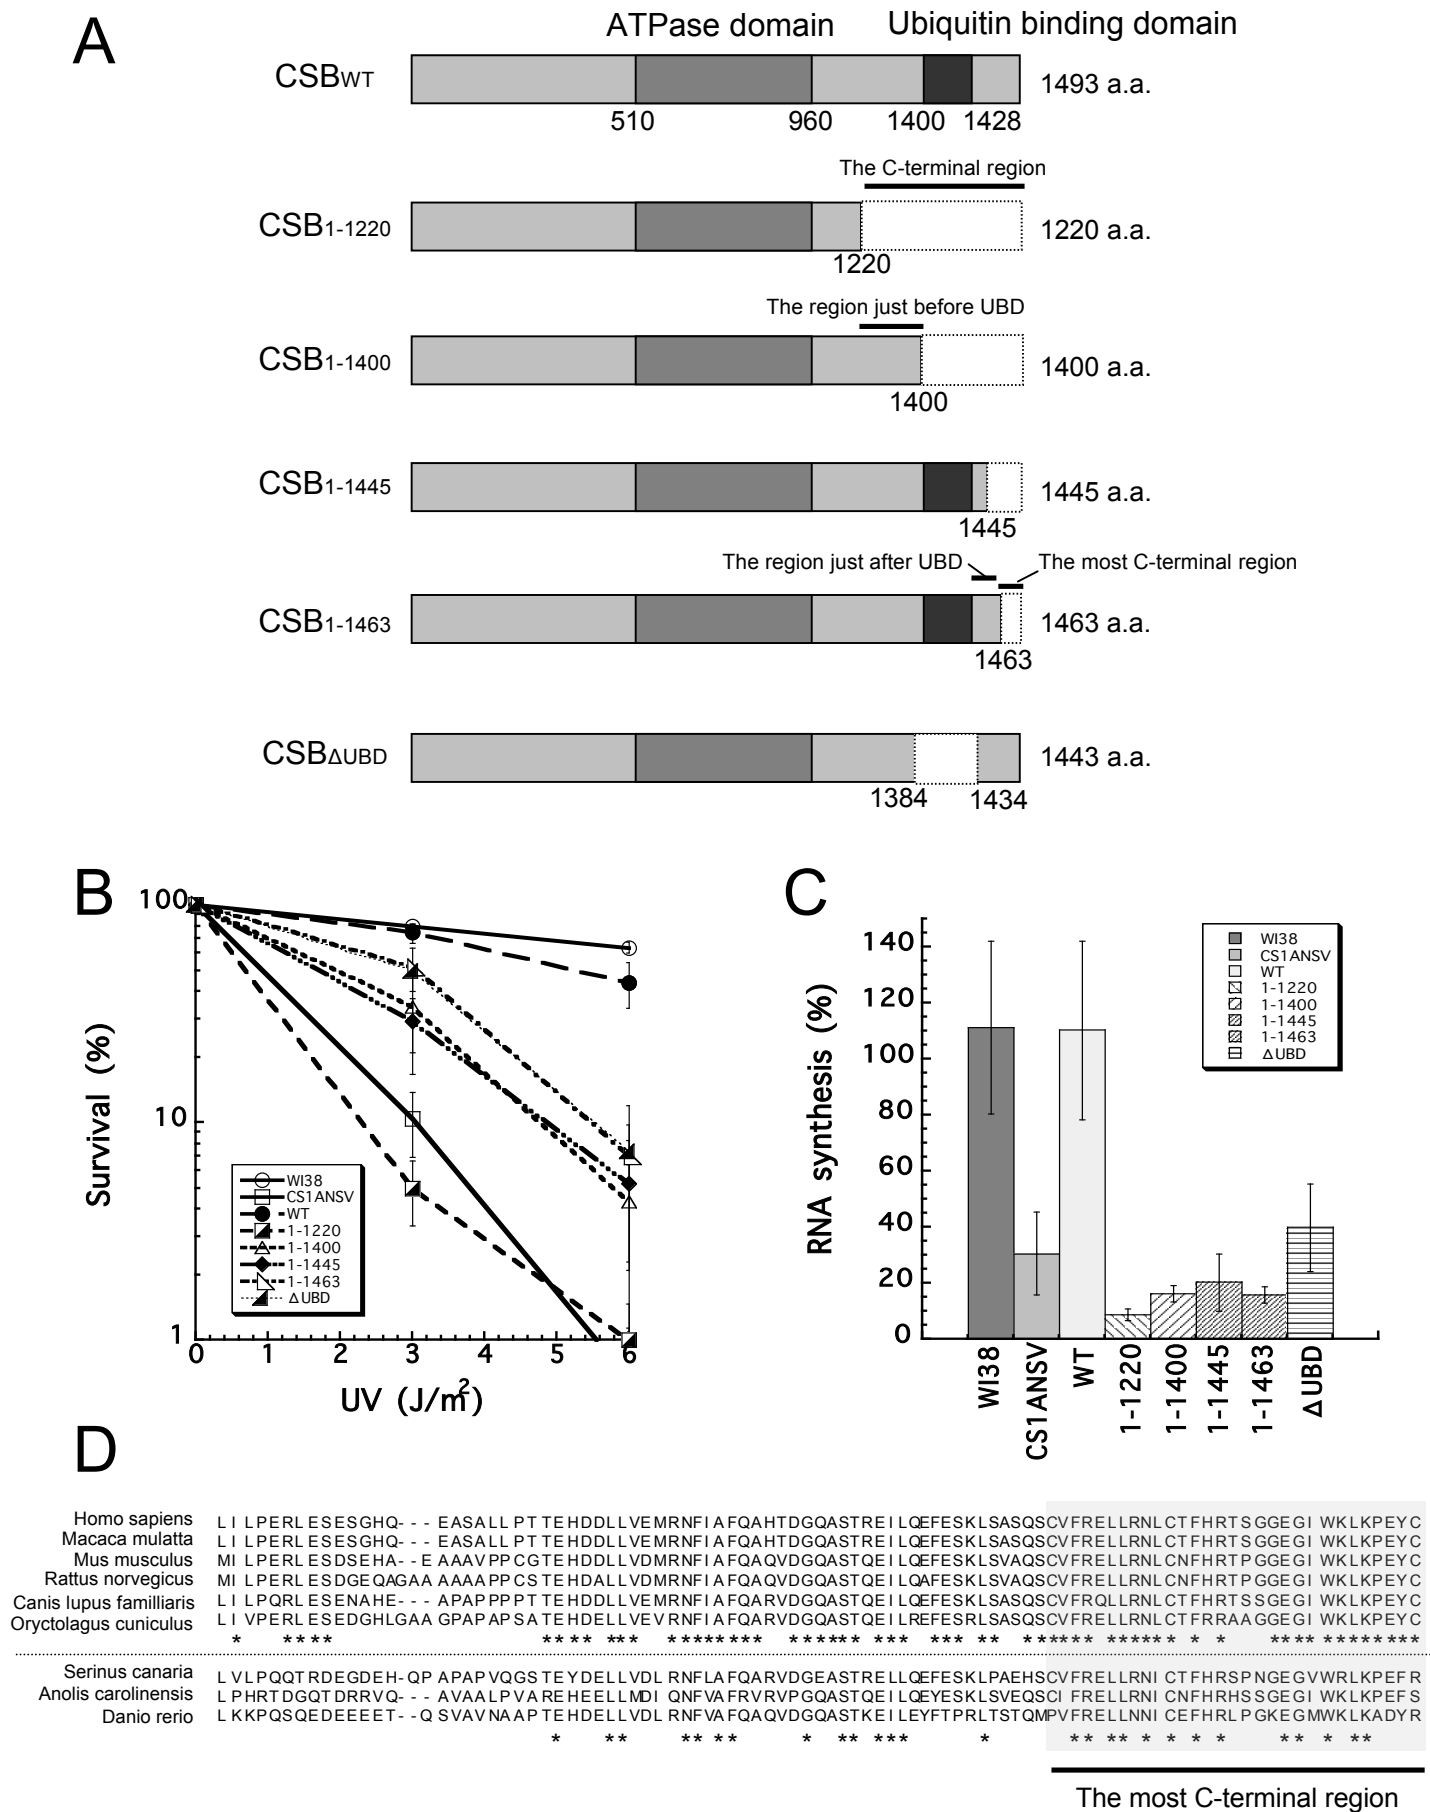 A
ATPase domain
Ubiquitin binding domain
CSBWT
1493 a.a.
510
960
1400
1428
The C-terminal region
CSB1-1220
1220 a.a.
1220
The region just before UBD
CSB1-1400
1400 a.a.
1400
CSB1-1445
1445 a.a.
1445
The region just after UBD
The most C-terminal region
CSB1-1463
1463 a.a.
1463
CSBΔUBD
1443 a.a.
1384
1434
B
Survival (%)
100
10
1
0 1 2 3 4 5 6
UV (J/m2)
WI38
CS1ANSV
WT
1-1220
1-1400
1-1445
1-1463
ΔUBD
C
RNA synthesis (%)
140
120
100
80
60
40
20
0
WI38
CS1ANSV
WT
1-1220
1-1400
1-1445
1-1463
ΔUBD
WI38
CS1ANSV
WT
1-1220
1-1400
1-1445
1-1463
ΔUBD
D
Homo sapiens LILPERLESESGHQ---EASALLPTTEHDDLLVEMRNFIAFQAHTDGQASTREILQEFESKLSASQSCVFRELLRNLCTFHRTSGGEGIWKLKPEYC
Macaca mulatta LILPERLESESGHQ---EASALLPTTEHDDLLVEMRNFIAFQAHTDGQASTREILQEFESKLSASQSCVFRELLRNLCTFHRTSGGEGIWKLKPEYC
Mus musculus MILPERLESDSEHA--EAAAVPPCGTEHDDLLVDMRNFIAFQAQVDGQASTQEILQEFESKLSVAQSCVFRELLRNLCNFHRTPGGEGIWKLKPEYC
Rattus norvegicus MILPERLESDGEQAGAAAAAAPPCSTEHDALLVDMRNFIAFQAQVDGQASTQEILQAFESKLSVAQSCVFRELLRNLCNFHRTPGGEGIWKLKPEYC
Canis lupus familliaris LILPQRLESENAHE---APAPPPPTTEHDDLLVDMRNFIAFQAQVDGQASTQEILQEFESKLSASQSCVFRQLLRNLCTFHRTSGGEGIWKLKPEYC
Oryctolagus cuniculus LIVPERLESEDGHLGAAGPAPAPSATEHDELLVEVRNFIAFQAQVDGQASTQEILREFESRLSASQSCVFRELLRNLCTFRRAAGGEGIWKLKPEYC
* **** **** *** ******** ****** *** *** ** ****** ****** * * **** ********
Serinus canaria LVLPQQTRDEGDEH-QPAPAPVQGSTEYDELLVDLRNFLAFQARVDGEASTRELLQEFESKLPAEHSCVFRELLRNICTFHRSPNGEGVWRLKPEFR
Anolis carolinensis LPHRTDGQTDRRVQ---AVAALPVAREHEELLMDIQNFVAFRVRVPGQASTQEILQEYESKLSVEQSCIFRELLRNICNFHRHSSGEGIWKLKPEFS
Danio rerio LKKPQSQEDEEEET--QSVAVNAAPTEHDELLVDLRNFVAFQAQVDGQASTKEILEYFTPRLTSTQMPVFRELLNNICEFHRLPGKEGMWKLKADYR
* ** ** ** * ** *** * ** ** * * * * ** * **
The most C-terminal region